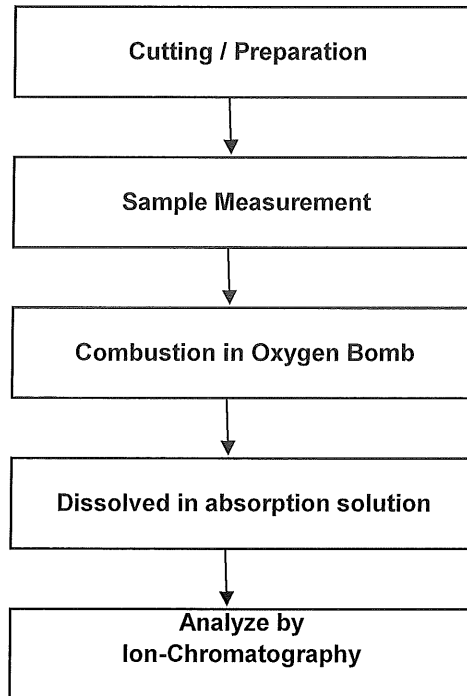 Cutting / Preparation
Sample Measurement
Combustion in Oxygen Bomb
Dissolved in absorption solution
Analyze by
Ion-Chromatography